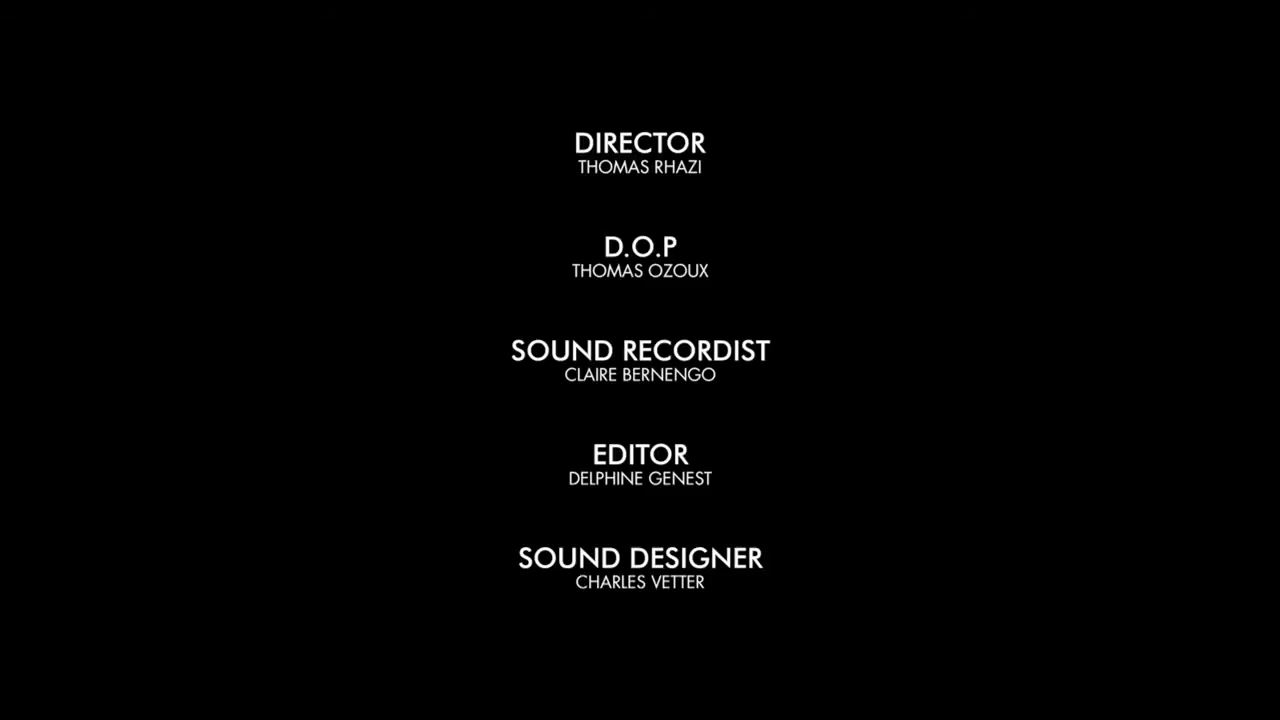 DIRECTOR
THOMAS RHAZI
D.O.P
THOMAS OZOUX
SOUND RECORDIST
CLAIRE BERNENGO
EDITOR
DELPHINE GENEST
SOUND DESIGNER
CHARLES VETTER